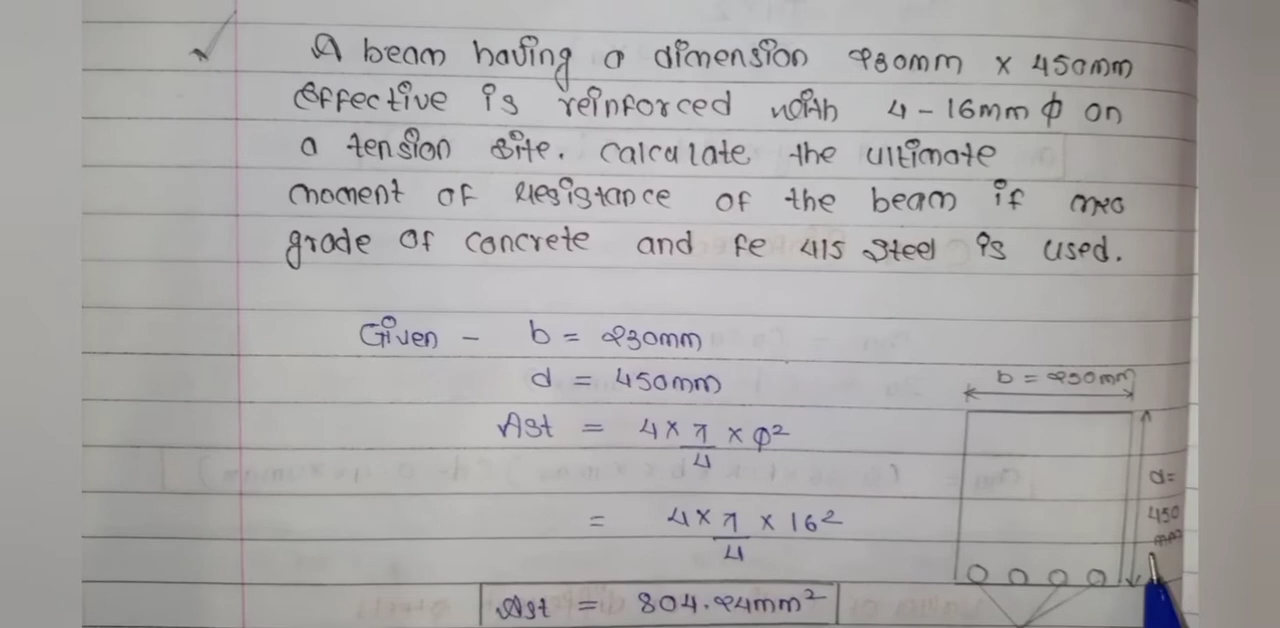 A beam having a dimension 230mm x 450mm
effective is reinforced with 4-16mm ϕ on
a tension site. calculate the ultimate
moment of resistance of the beam if M20
grade of concrete and fe 415 steel is used.
Given - b = 230mm
d = 450mm
b = 230mm
Ast = 4 x π/4 x ϕ²
d=
450
mm
= 4 x π/4 x 16²
Ast = 804.24mm²